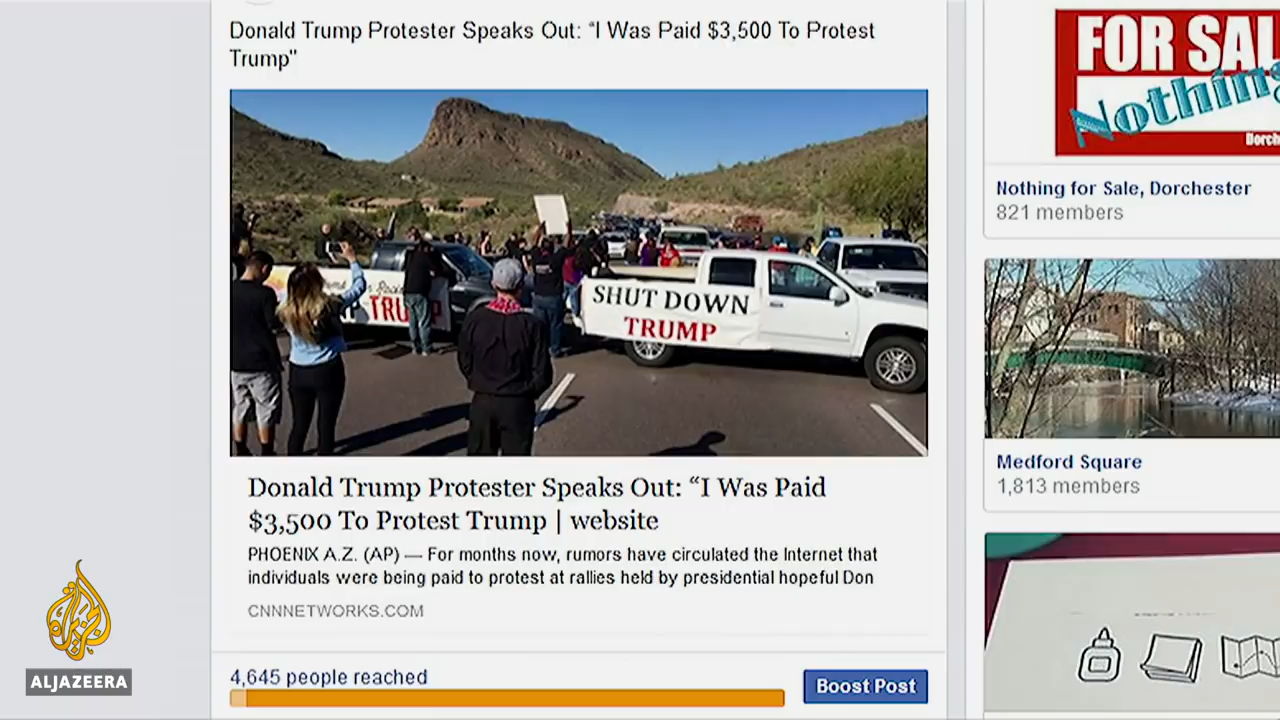 Donald Trump Protester Speaks Out: "I Was Paid $3,500 To Protest
Trump"
TRUMP
SHUT DOWN
TRUMP
Donald Trump Protester Speaks Out: “I Was Paid
$3,500 To Protest Trump | website
PHOENIX A.Z. (AP) — For months now, rumors have circulated the Internet that
individuals were being paid to protest at rallies held by presidential hopeful Don
CNNNETWORKS.COM
4,645 people reached
Boost Post
FOR SAL
Nothing
Dorch
Nothing for Sale, Dorchester
821 members
Medford Square
1,813 members
ALJAZEERA